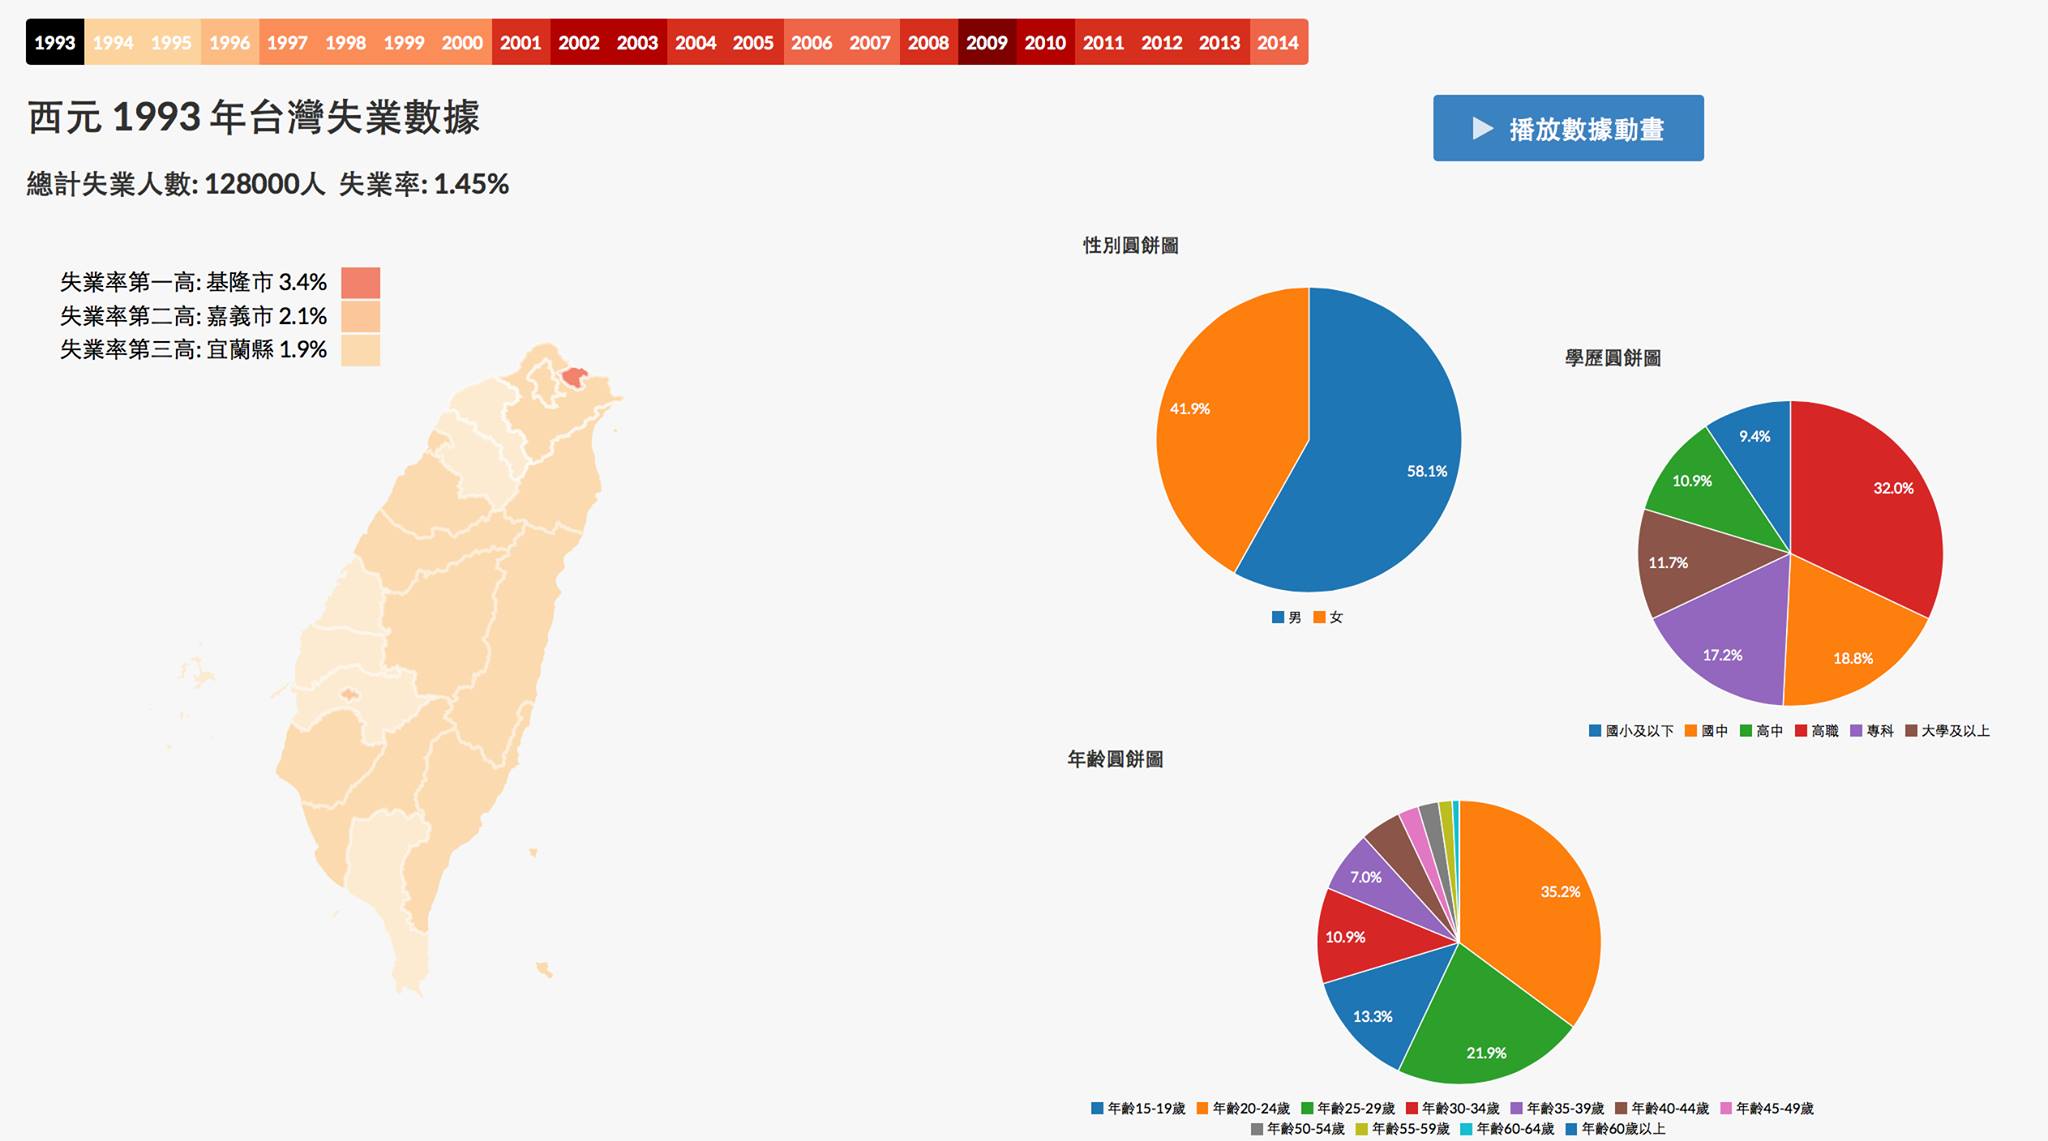 1993 1994 1995 1996 1997 1998 1999 2000 2001 2002 2003 2004 2005 2006 2007 2008 2009 2010 2011 2012 2013 2014
西元 1993 年台灣失業數據
播放數據動畫
總計失業人數: 128000人 失業率: 1.45%
失業率第一高: 基隆市 3.4%
失業率第二高: 嘉義市 2.1%
失業率第三高: 宜蘭縣 1.9%
性別圓餅圖
41.9%
58.1%
男 女
學歷圓餅圖
9.4%
32.0%
10.9%
11.7%
17.2%
18.8%
國小及以下 國中 高中 高職 專科 大學及以上
年齡圓餅圖
7.0%
35.2%
10.9%
13.3%
21.9%
年齡15-19歲 年齡20-24歲 年齡25-29歲 年齡30-34歲 年齡35-39歲 年齡40-44歲 年齡45-49歲
年齡50-54歲 年齡55-59歲 年齡60-64歲 年齡60歲以上